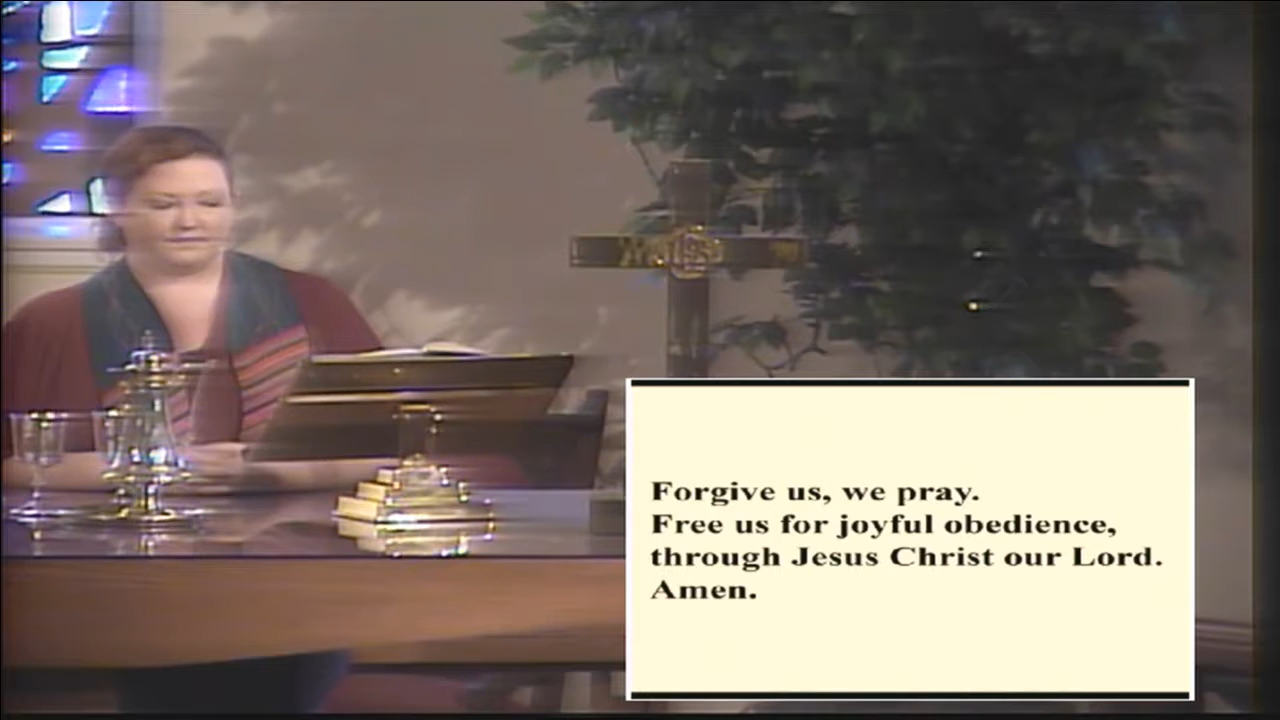 Forgive us, we pray.
Free us for joyful obedience,
through Jesus Christ our Lord.
Amen.